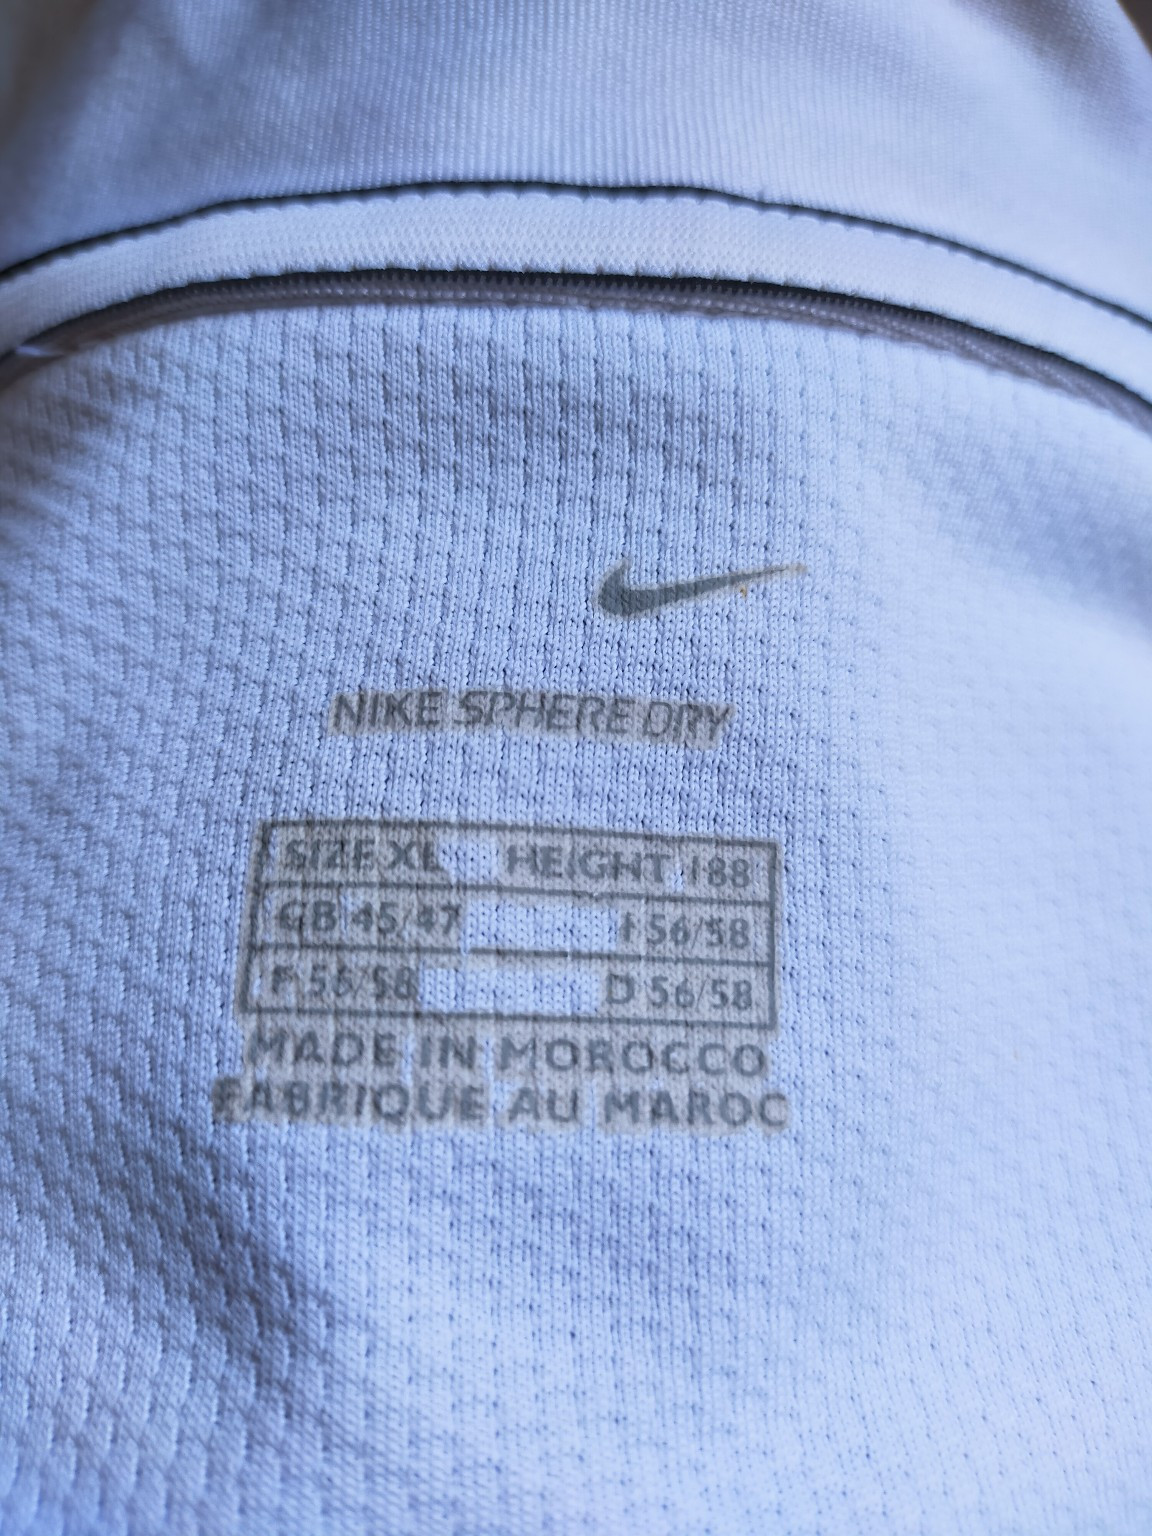 NIKE SPHERE DRY
SIZE XL HEIGHT 188
GB 45/47 I 56/58
F 56/58 D 56/58
MADE IN MOROCCO
FABRIQUE AU MAROC